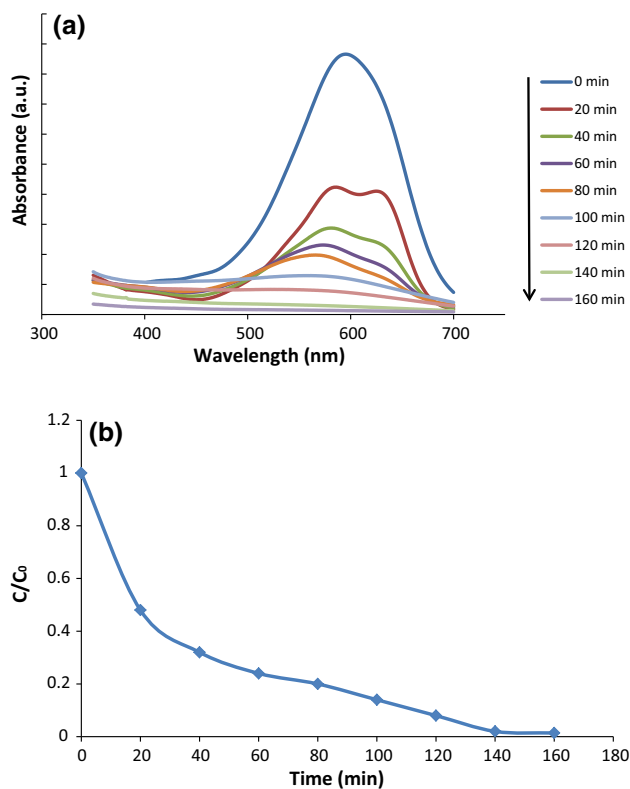 (a)
Absorbance (a.u.)
300 400 500 600 700
Wavelength (nm)
0 min
20 min
40 min
60 min
80 min
100 min
120 min
140 min
160 min
(b)
1.2
1
0.8
0.6
0.4
0.2
0
C/C₀
0 20 40 60 80 100 120 140 160 180
Time (min)